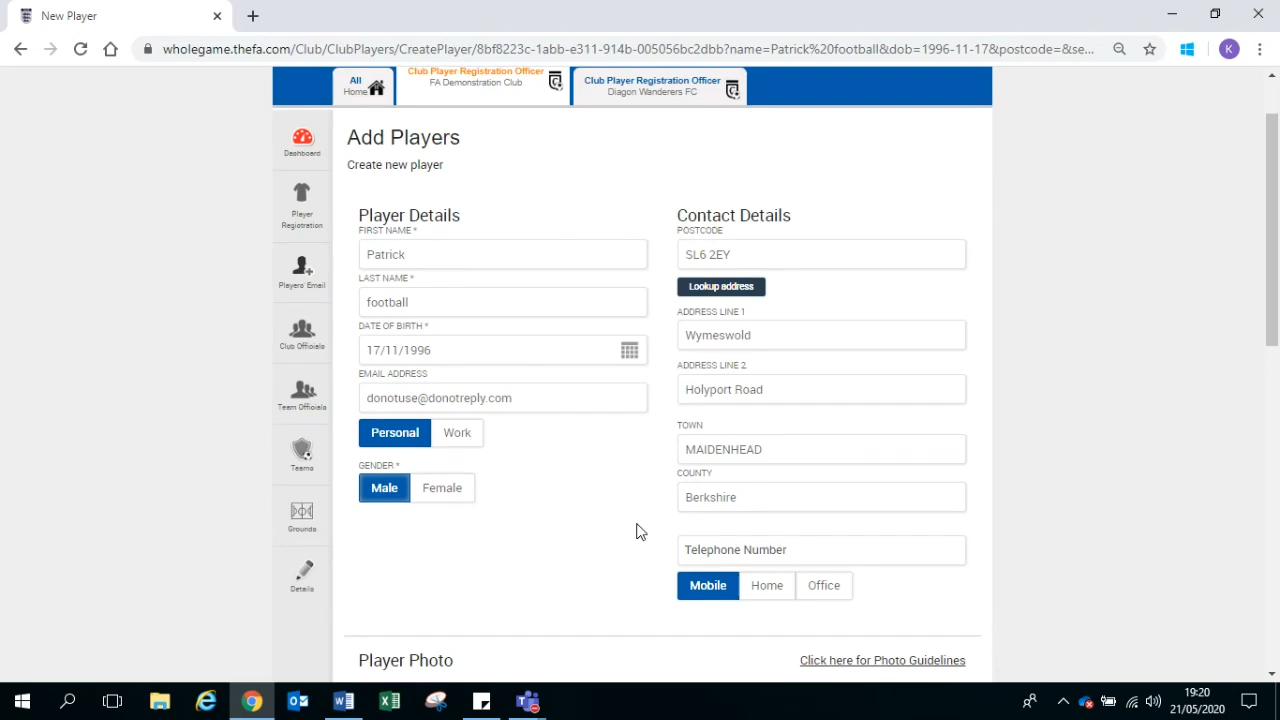 New Player
wholegame.thefa.com/Club/ClubPlayers/CreatePlayer/8bf8223c-1abb-e311-914b-005056bc2dbb?name=Patrick%20football&dob=1996-11-17&postcode=&se...
K
All
Home
Club Player Registration Officer
FA Demonstration Club
Club Player Registration Officer
Diagon Wanderers FC
Dashboard
Player
Registration
Players' Email
Club Officials
Team Officials
Teams
Grounds
Details
Add Players
Create new player
Player Details
FIRST NAME *
Patrick
LAST NAME *
football
DATE OF BIRTH *
17/11/1996
EMAIL ADDRESS
donotuse@donotreply.com
Personal Work
GENDER *
Male Female
Contact Details
POSTCODE
SL6 2EY
Lookup address
ADDRESS LINE 1
Wymeswold
ADDRESS LINE 2
Holyport Road
TOWN
MAIDENHEAD
COUNTY
Berkshire
Telephone Number
Mobile Home Office
Player Photo
Click here for Photo Guidelines
19:20
21/05/2020